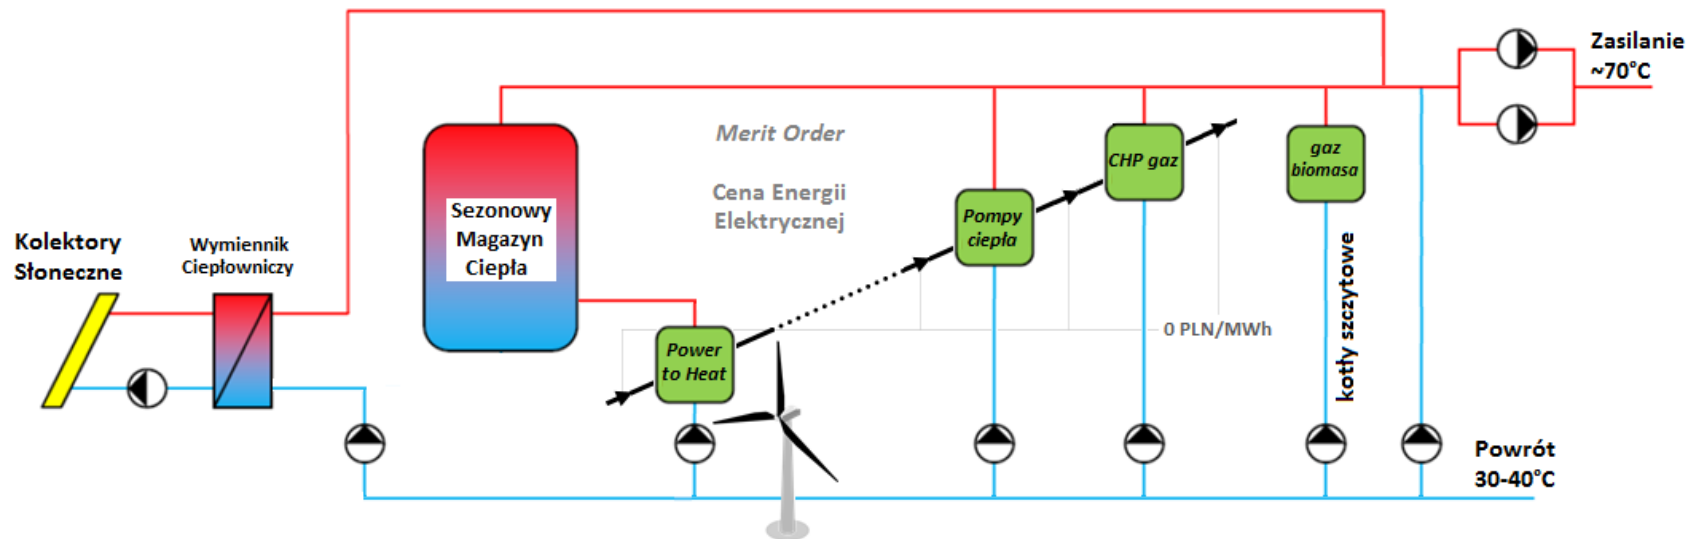 Kolektory
Słoneczne
Wymiennik
Ciepłowniczy
Sezonowy
Magazyn
Ciepła
Merit Order
Cena Energii
Elektrycznej
Power
to Heat
Pompy
ciepła
CHP gaz
gaz
biomasa
0 PLN/MWh
kotły szczytowe
Zasilanie
~70°C
Powrót
30-40°C